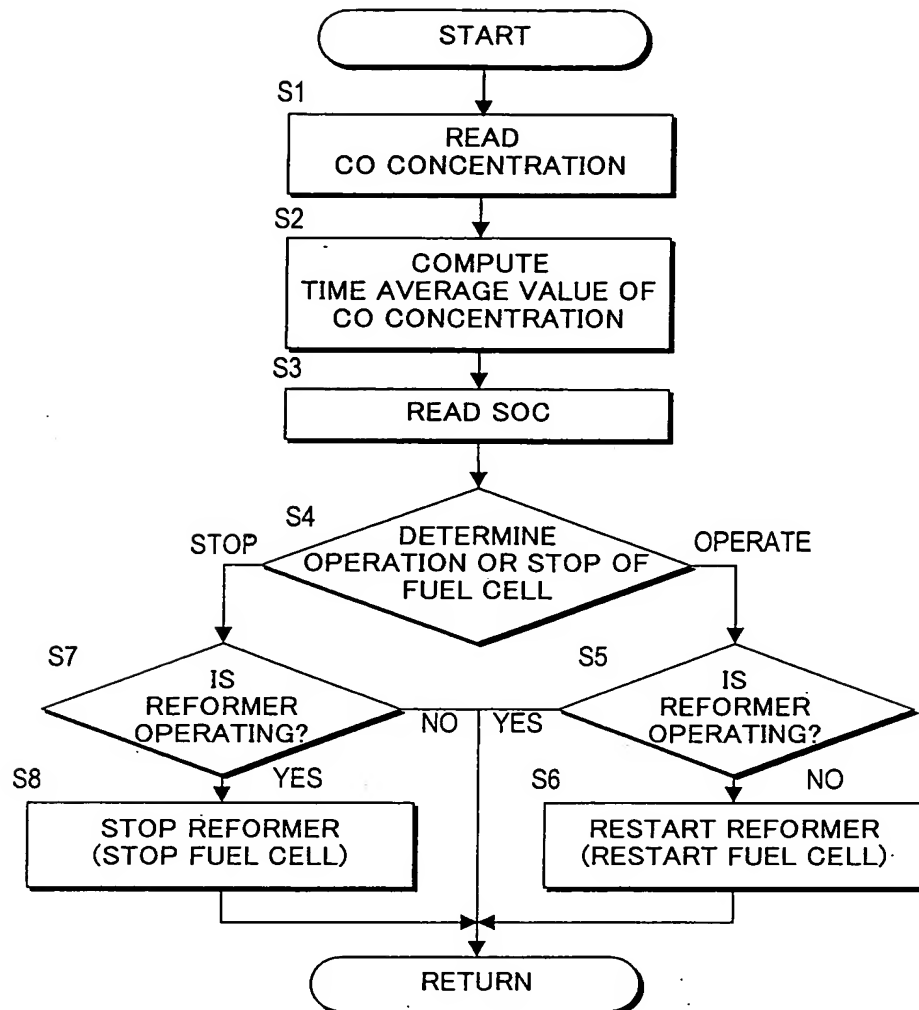 START
S1
READ
CO CONCENTRATION
S2
COMPUTE
TIME AVERAGE VALUE OF
CO CONCENTRATION
S3
READ SOC
S4
DETERMINE
OPERATION OR STOP OF
FUEL CELL
STOP
OPERATE
S7
IS
REFORMER
OPERATING?
NO
YES
S5
IS
REFORMER
OPERATING?
S8
YES
STOP REFORMER
(STOP FUEL CELL)
S6
NO
RESTART REFORMER
(RESTART FUEL CELL)
RETURN